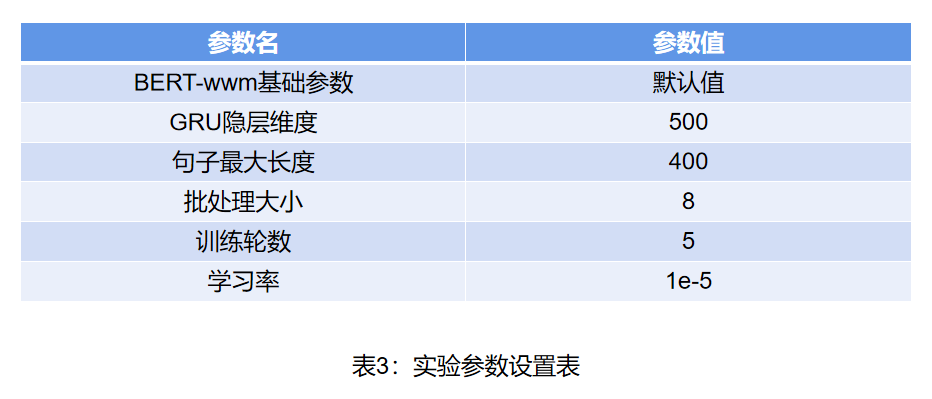 参数名 参数值
BERT-wwm基础参数 默认值
GRU隐层维度 500
句子最大长度 400
批处理大小 8
训练轮数 5
学习率 1e-5
表3：实验参数设置表